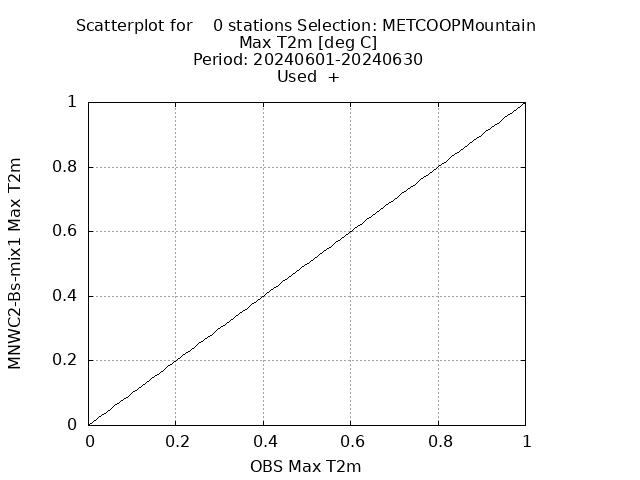 Scatterplot for    0 stations Selection: METCOOPMountain
Max T2m [deg C]
Period: 20240601-20240630
Used  +
1
0.8
0.6
0.4
0.2
0
MNWC2-Bs-mix1 Max T2m
0 0.2 0.4 0.6 0.8 1
OBS Max T2m